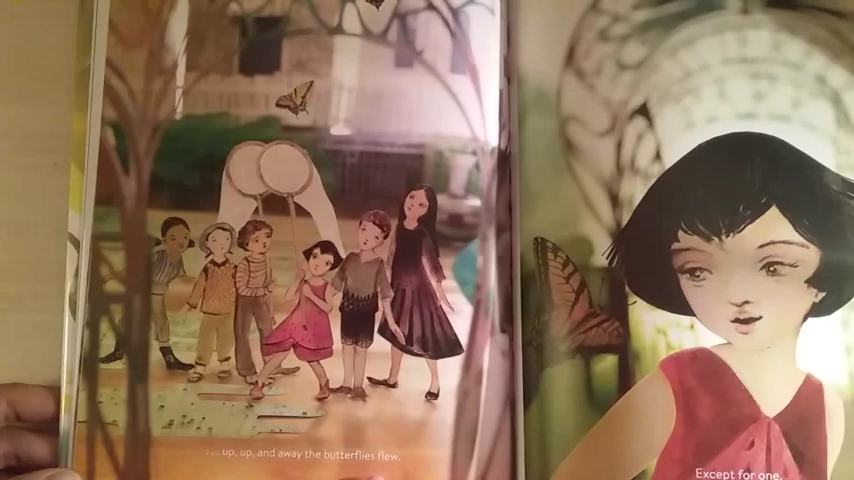 ... up, up, and away the butterflies flew.
Except for one.